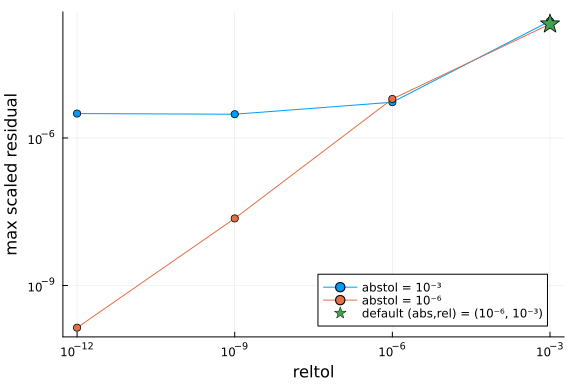 max scaled residual
10⁻⁶
10⁻⁹
abstol = 10⁻³
abstol = 10⁻⁶
default (abs,rel) = (10⁻⁶, 10⁻³)
10⁻¹² 10⁻⁹ 10⁻⁶ 10⁻³
reltol